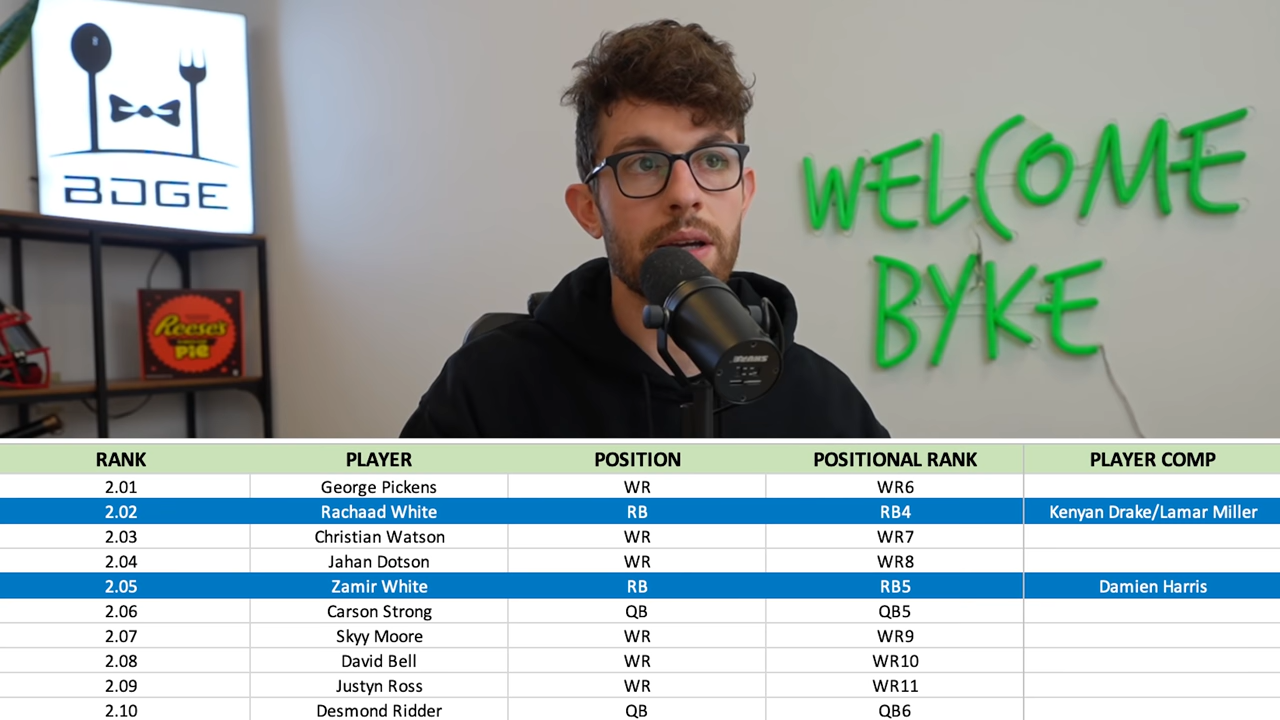 BDGE
Reese's
PIE
WELCOME
BYKE
RANK PLAYER POSITION POSITIONAL RANK PLAYER COMP
2.01 George Pickens WR WR6
2.02 Rachaad White RB RB4 Kenyan Drake/Lamar Miller
2.03 Christian Watson WR WR7
2.04 Jahan Dotson WR WR8
2.05 Zamir White RB RB5 Damien Harris
2.06 Carson Strong QB QB5
2.07 Skyy Moore WR WR9
2.08 David Bell WR WR10
2.09 Justyn Ross WR WR11
2.10 Desmond Ridder QB QB6